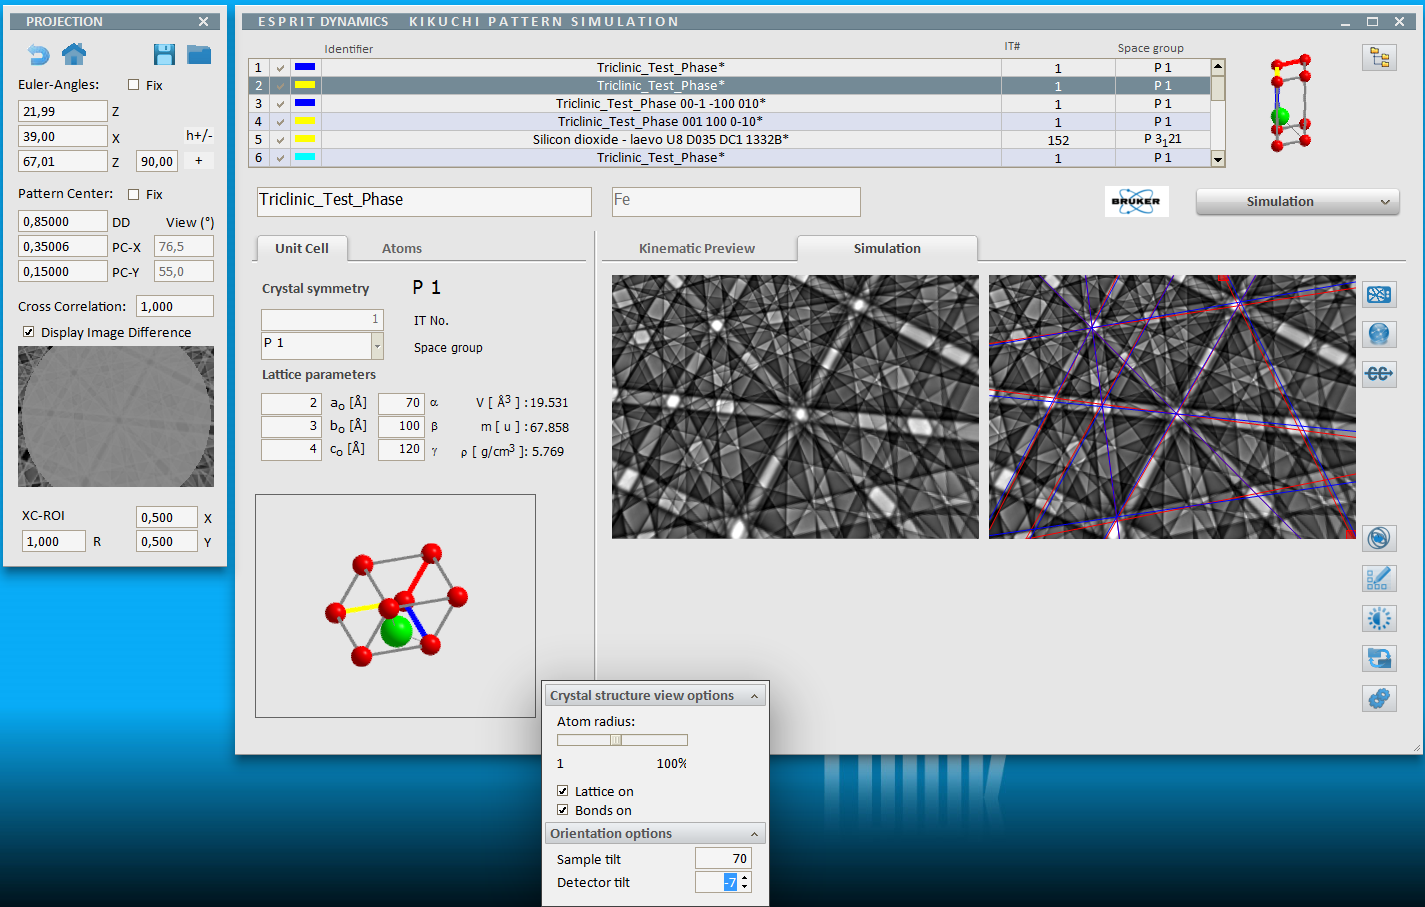 PROJECTION
Euler-Angles: Fix
21,99 Z
39,00 X h+/-
67,01 Z 90,00 +
Pattern Center: Fix
0,85000 DD View (°)
0,35006 PC-X 76,5
0,15000 PC-Y 55,0
Cross Correlation: 1,000
Display Image Difference
XC-ROI 0,500 X
1,000 R 0,500 Y
ESPRIT DYNAMICS KIKUCHI PATTERN SIMULATION
Identifier IT# Space group
1 Triclinic_Test_Phase* 1 P 1
2 Triclinic_Test_Phase* 1 P 1
3 Triclinic_Test_Phase 00-1 -100 010* 1 P 1
4 Triclinic_Test_Phase 001 100 0-10* 1 P 1
5 Silicon dioxide - laevo U8 D035 DC1 1332B* 152 P 3₁21
6 Triclinic_Test_Phase* 1 P 1
Triclinic_Test_Phase Fe BRUKER Simulation
Unit Cell Atoms Kinematic Preview Simulation
Crystal symmetry P 1
1 IT No.
P 1 Space group
Lattice parameters
2 a₀ [Å] 70 α V [ Å³ ] : 19.531
3 b₀ [Å] 100 β m [ u ] : 67.858
4 c₀ [Å] 120 γ ρ [ g/cm³ ]: 5.769
CC
Crystal structure view options
Atom radius:
1 100%
Lattice on
Bonds on
Orientation options
Sample tilt 70
Detector tilt -7